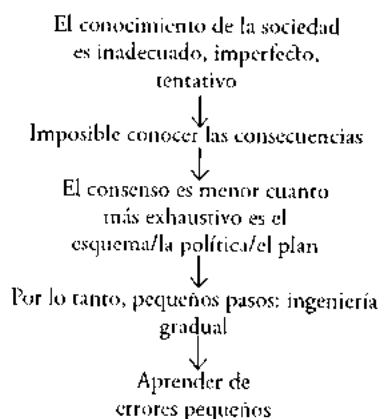 El conocimiento de la sociedad
es inadecuado, imperfecto,
tentativo
Imposible conocer las consecuencias
El consenso es menor cuanto
más exhaustivo es el
esquema/la política/el plan
Por lo tanto, pequeños pasos: ingeniería
gradual
Aprender de
errores pequeños